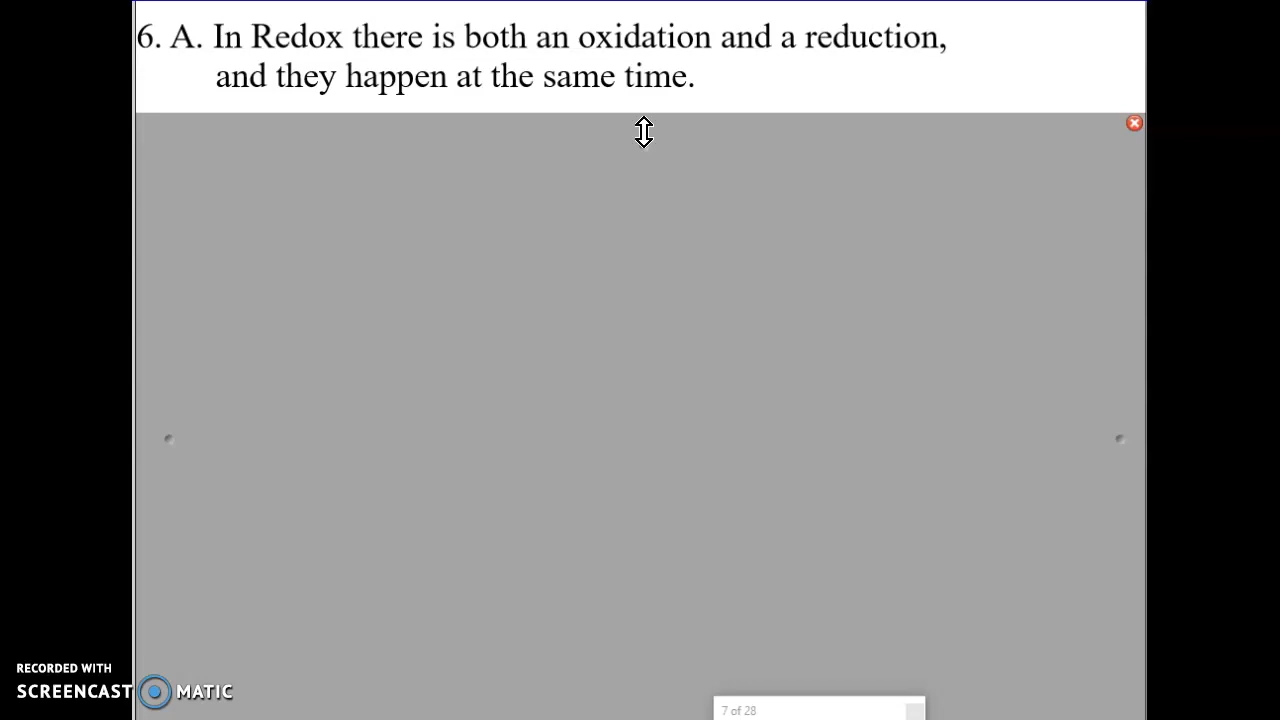 6. A. In Redox there is both an oxidation and a reduction,
and they happen at the same time.
RECORDED WITH
SCREENCAST MATIC
7 of 28